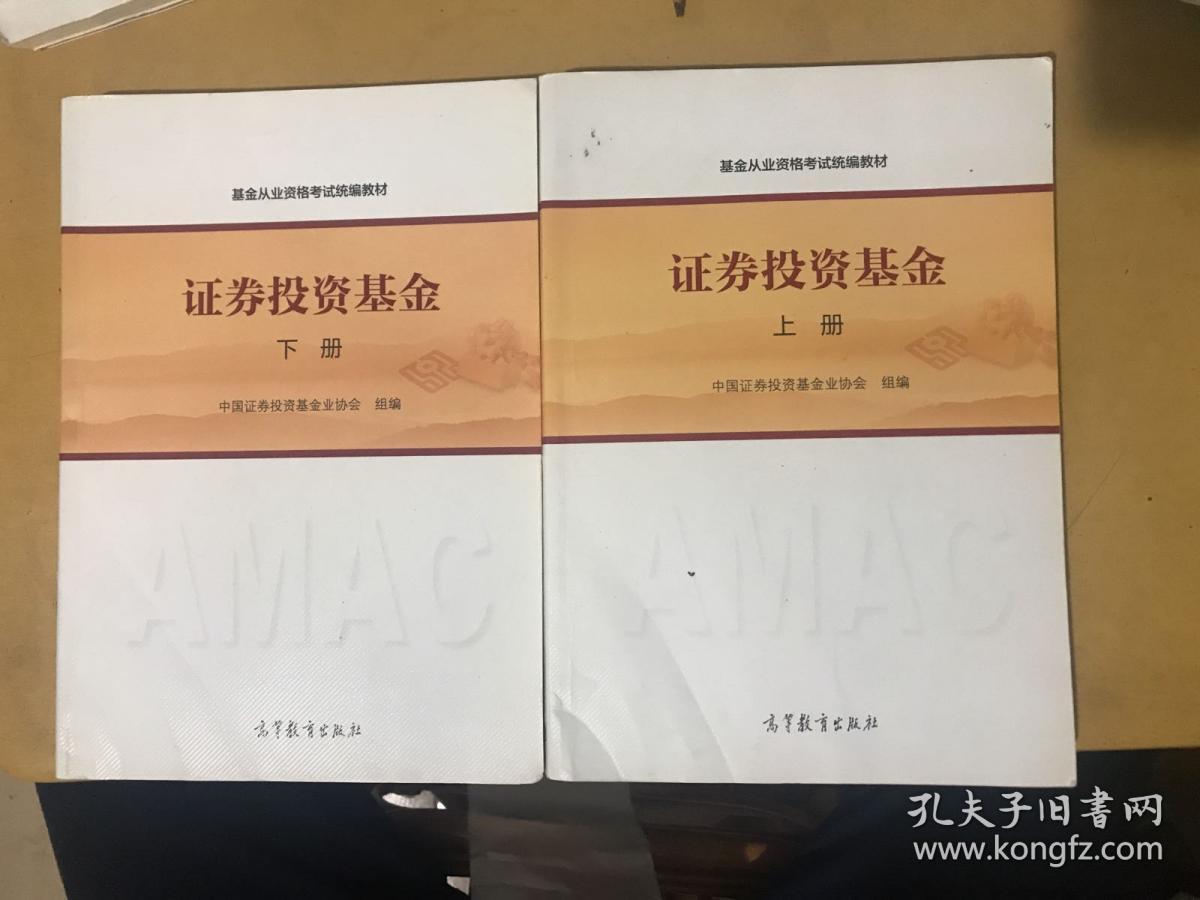 基金从业资格考试统编教材
证券投资基金
下 册
中国证券投资基金业协会 组编
AMAC
高等教育出版社
基金从业资格考试统编教材
证券投资基金
上 册
中国证券投资基金业协会 组编
AMAC
高等教育出版社
孔夫子旧書网
www.kongfz.com